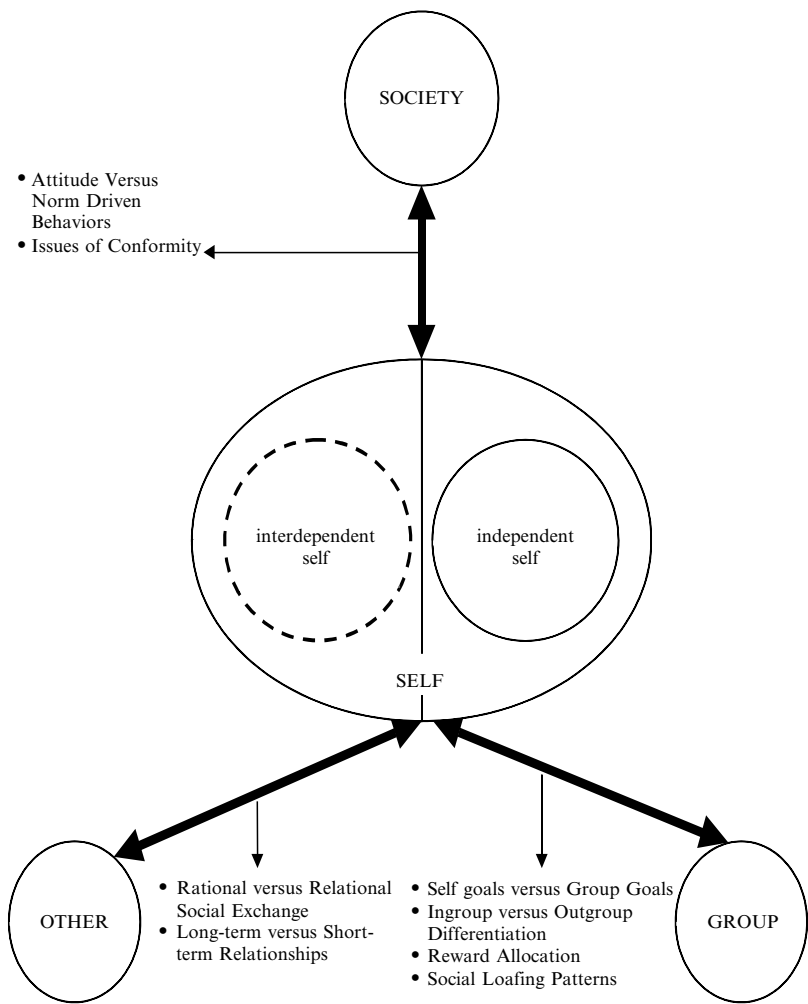 SOCIETY
• Attitude Versus
Norm Driven
Behaviors
• Issues of Conformity
interdependent
self
independent
self
SELF
OTHER
• Rational versus Relational
Social Exchange
• Long-term versus Short-
term Relationships
• Self goals versus Group Goals
• Ingroup versus Outgroup
Differentiation
• Reward Allocation
• Social Loafing Patterns
GROUP